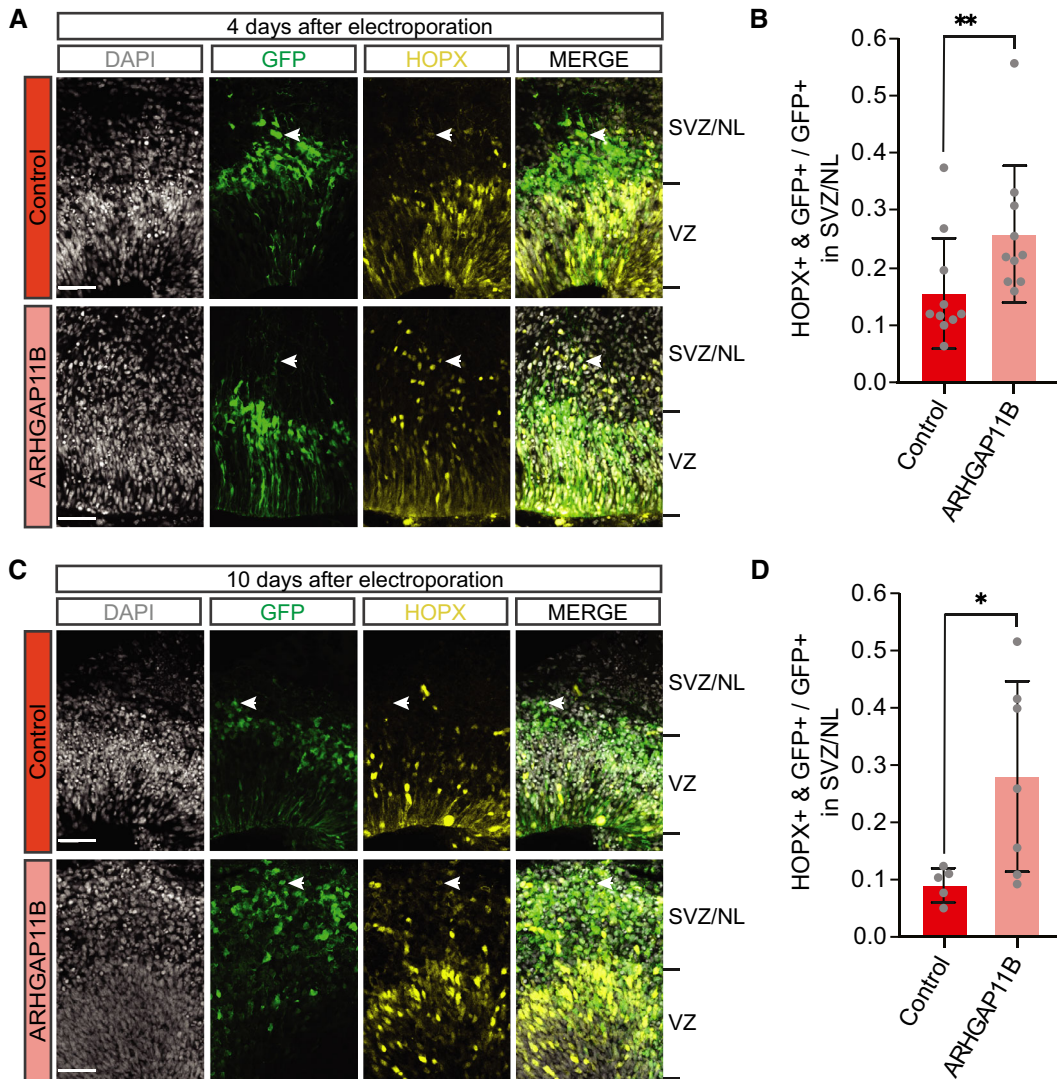 A
4 days after electroporation
DAPI GFP HOPX MERGE
Control
SVZ/NL
VZ
ARHGAP11B
SVZ/NL
VZ
B
**
HOPX+ & GFP+ / GFP+
in SVZ/NL
0.6
0.5
0.4
0.3
0.2
0.1
0.0
Control
ARHGAP11B
C
10 days after electroporation
DAPI GFP HOPX MERGE
Control
SVZ/NL
VZ
ARHGAP11B
SVZ/NL
VZ
D
*
HOPX+ & GFP+ / GFP+
in SVZ/NL
0.6
0.5
0.4
0.3
0.2
0.1
0.0
Control
ARHGAP11B